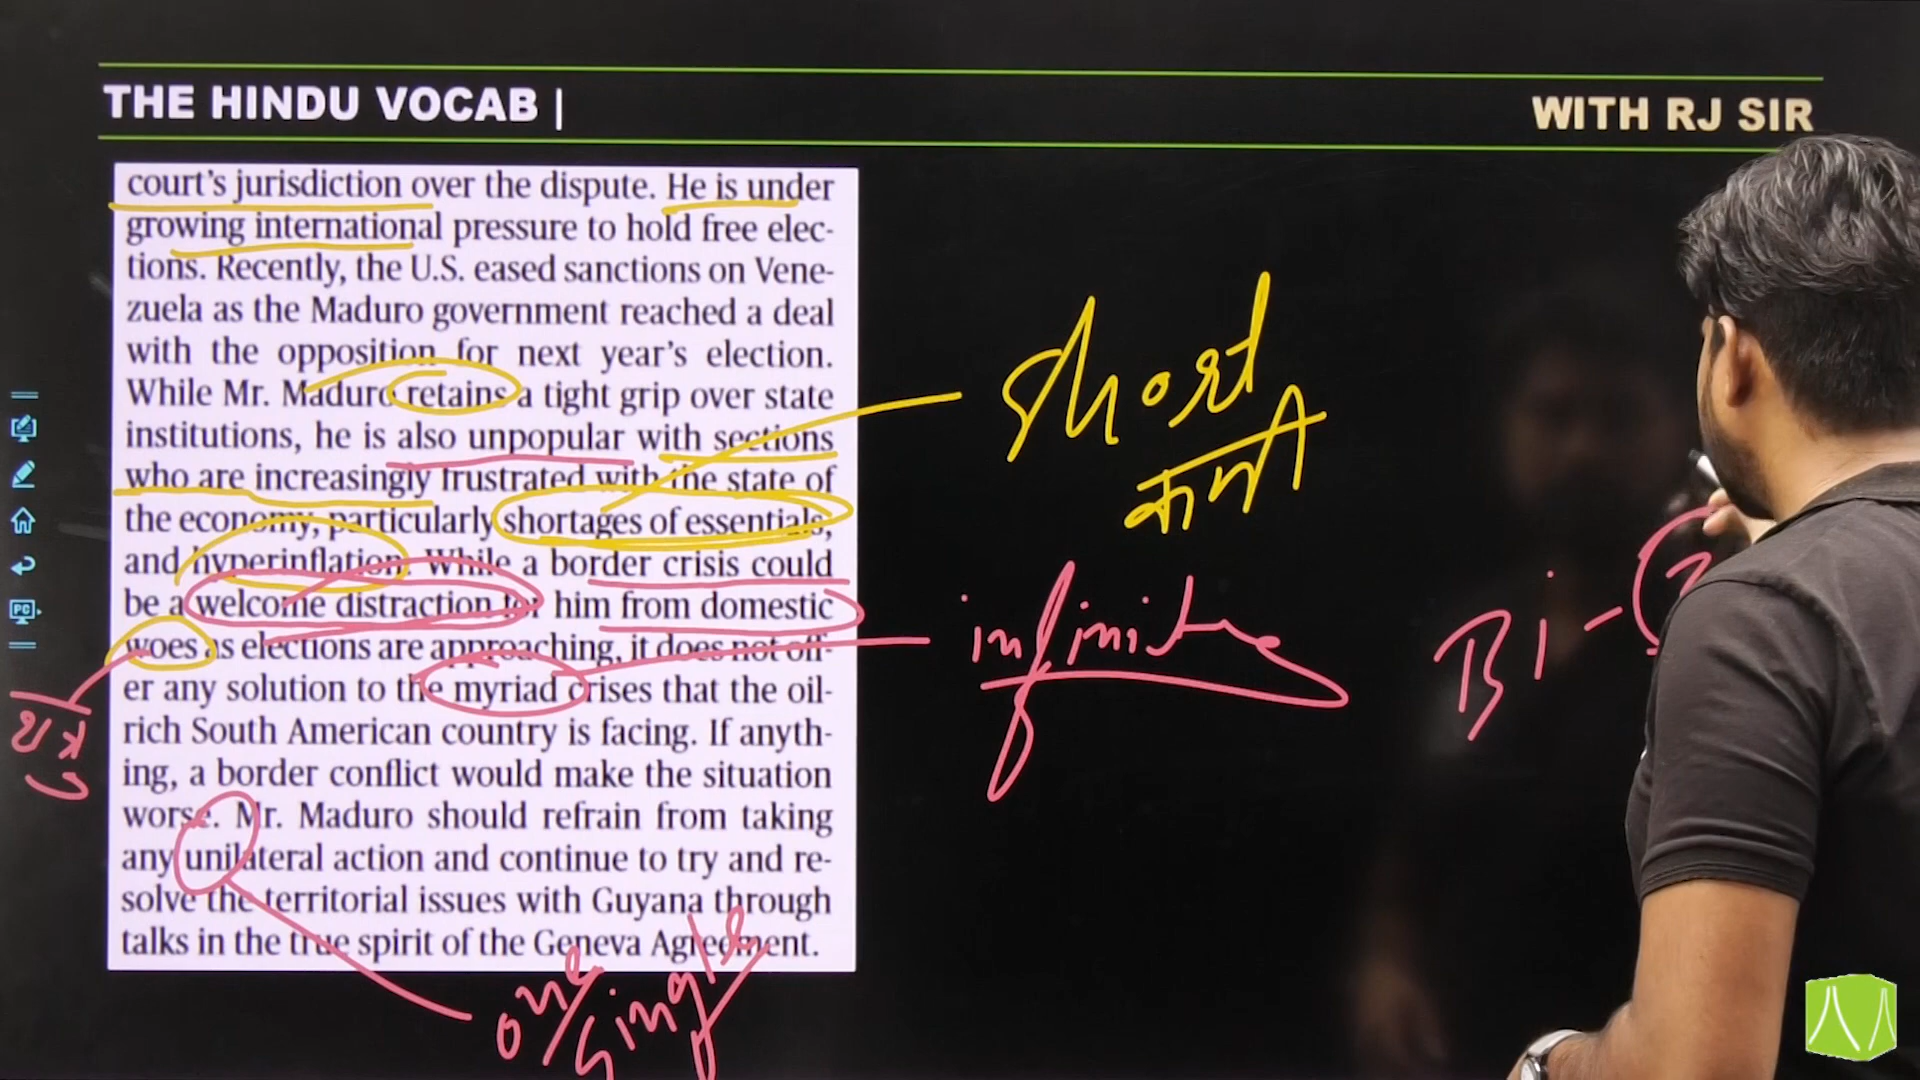 THE HINDU VOCAB |
WITH RJ SIR
court's jurisdiction over the dispute. He is under
growing international pressure to hold free elec-
tions. Recently, the U.S. eased sanctions on Vene-
zuela as the Maduro government reached a deal
with the opposition for next year's election.
While Mr. Maduro retains a tight grip over state
institutions, he is also unpopular with sections
who are increasingly frustrated with the state of
the economy, particularly shortages of essentials,
and hyperinflation. While a border crisis could
be a welcome distraction for him from domestic
woes as elections are approaching, it does not off-
er any solution to the myriad crises that the oil-
rich South American country is facing. If anyth-
ing, a border conflict would make the situation
worse. Mr. Maduro should refrain from taking
any unilateral action and continue to try and re-
solve the territorial issues with Guyana through
talks in the true spirit of the Geneva Agreement.
short
infinite
Bi-
one/
single
PC